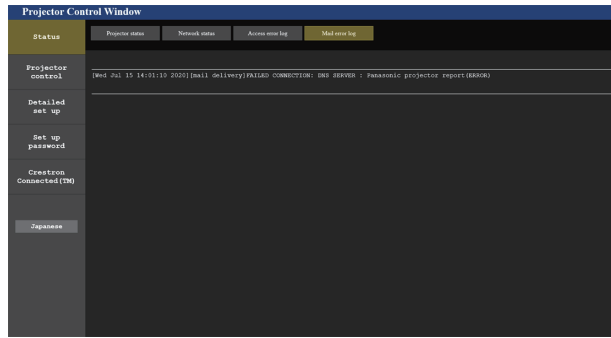 Projector Control Window
Status
Projector status
Network status
Access error log
Mail error log
[Wed Jul 15 14:01:10 2020][mail delivery]FAILED CONNECTION: DNS SERVER : Panasonic projector report(ERROR)
Projector
control
Detailed
set up
Set up
password
Crestron
Connected(TM)
Japanese